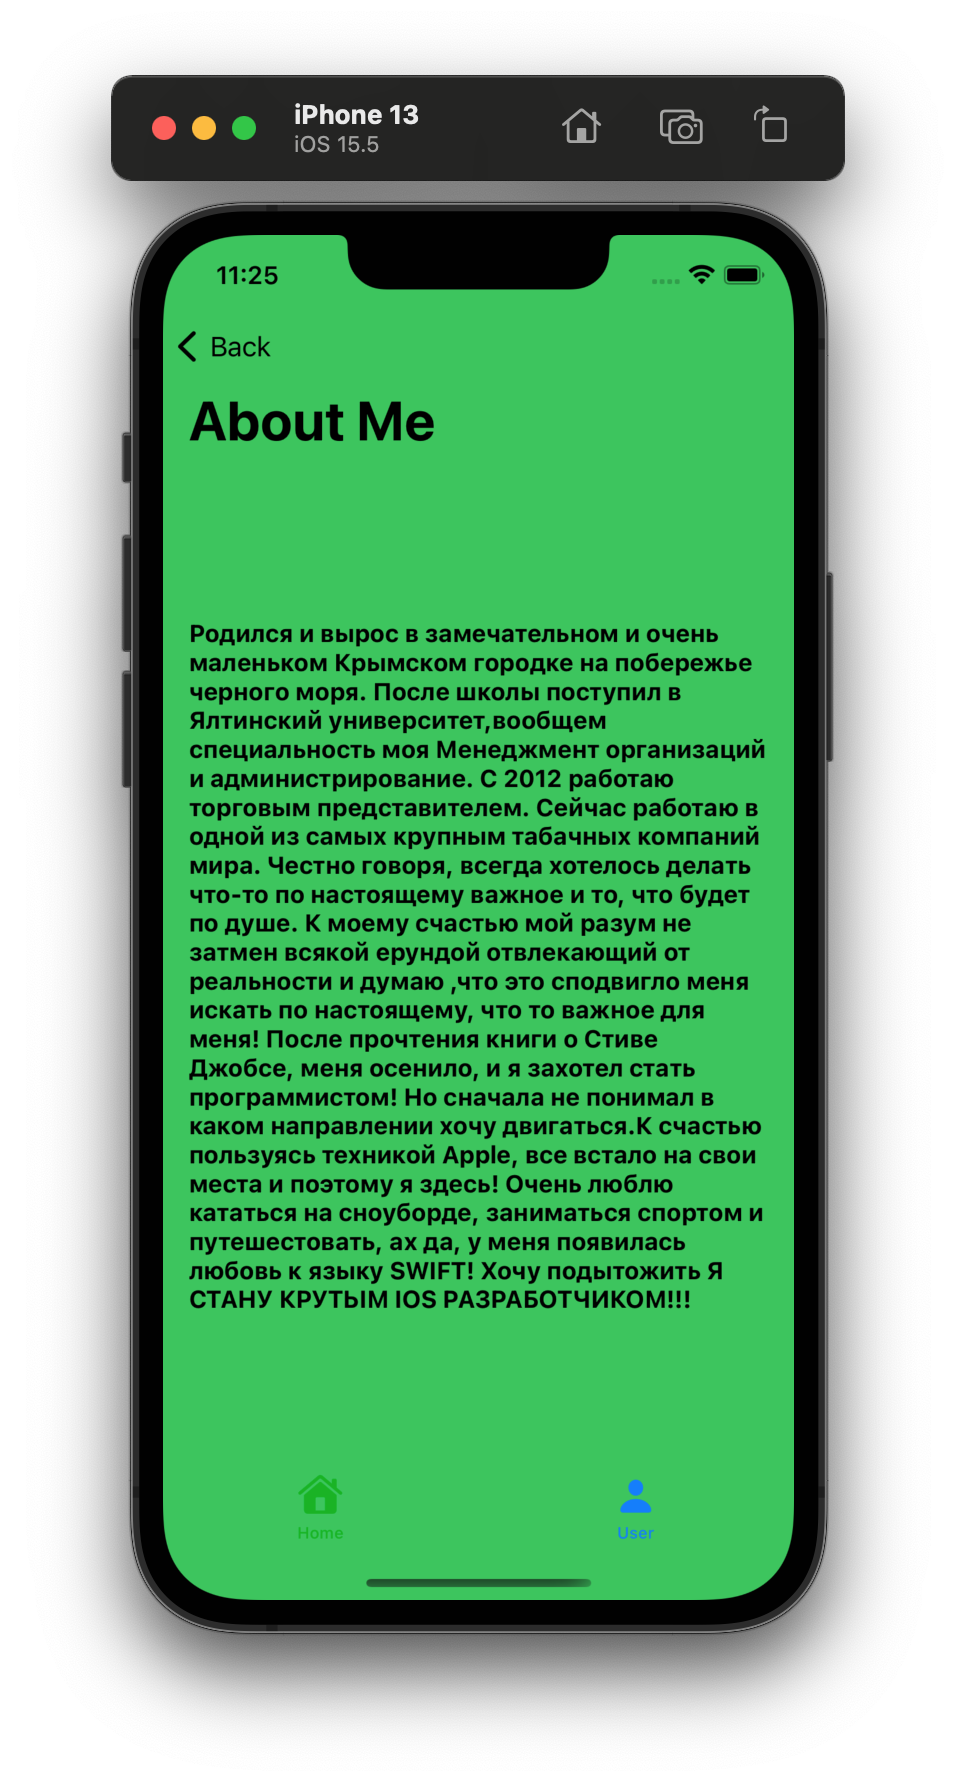 iPhone 13
iOS 15.5
11:25
Back
About Me
Родился и вырос в замечательном и очень
маленьком Крымском городке на побережье
черного моря. После школы поступил в
Ялтинский университет,вообщем
специальность моя Менеджмент организаций
и администрирование. С 2012 работаю
торговым представителем. Сейчас работаю в
одной из самых крупным табачных компаний
мира. Честно говоря, всегда хотелось делать
что-то по настоящему важное и то, что будет
по душе. К моему счастью мой разум не
затмен всякой ерундой отвлекающий от
реальности и думаю ,что это сподвигло меня
искать по настоящему, что то важное для
меня! После прочтения книги о Стиве
Джобсе, меня осенило, и я захотел стать
программистом! Но сначала не понимал в
каком направлении хочу двигаться.К счастью
пользуясь техникой Apple, все встало на свои
места и поэтому я здесь! Очень люблю
кататься на сноуборде, заниматься спортом и
путешестовать, ах да, у меня появилась
любовь к языку SWIFT! Хочу подытожить Я
СТАНУ КРУТЫМ IOS РАЗРАБОТЧИКОМ!!!
Home
User